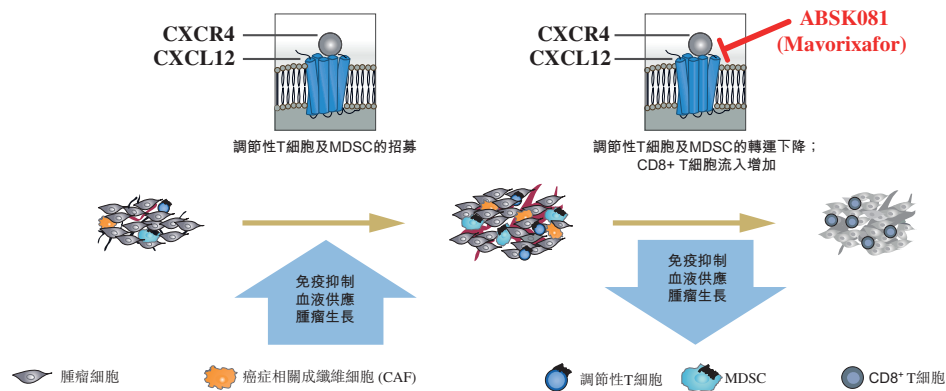 CXCR4
CXCL12
CXCR4
CXCL12
ABSK081
(Mavorixafor)
調節性T細胞及MDSC的招募
調節性T細胞及MDSC的轉運下降；
CD8+ T細胞流入增加
免疫抑制
血液供應
腫瘤生長
免疫抑制
血液供應
腫瘤生長
腫瘤細胞
癌症相關成纖維細胞 (CAF)
調節性T細胞
MDSC
CD8⁺ T細胞